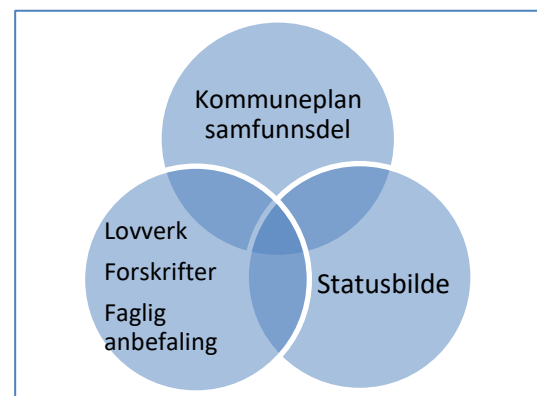 Kommuneplan
samfunnsdel
Lovverk
Forskrifter
Faglig
anbefaling
Statusbilde